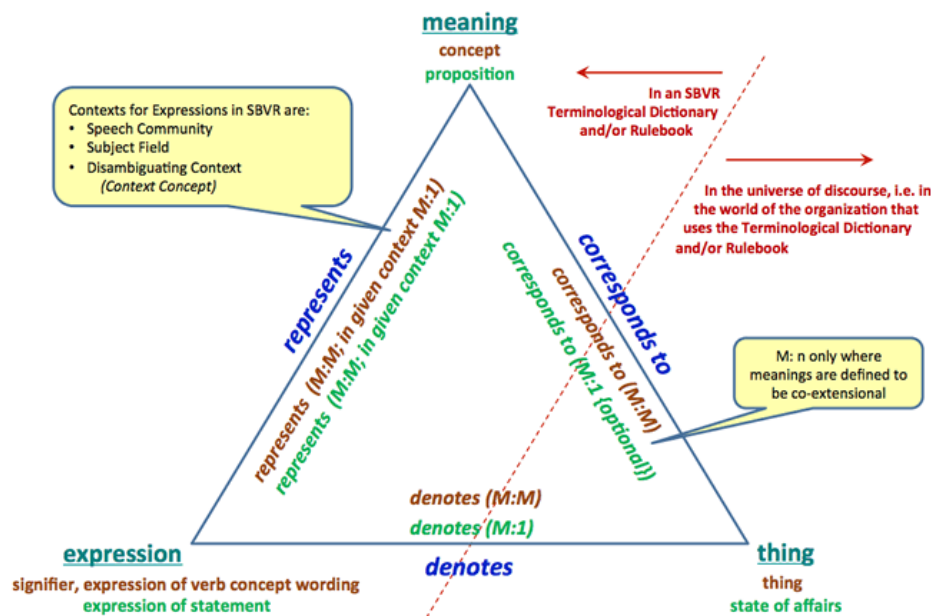 meaning
concept
proposition
In an SBVR
Terminological Dictionary
and/or Rulebook
Contexts for Expressions in SBVR are:
• Speech Community
• Subject Field
• Disambiguating Context
(Context Concept)
In the universe of discourse, i.e. in
the world of the organization that
uses the Terminological Dictionary
and/or Rulebook
represents
represents (M:M; in given context M:1)
represents (M:M; in given context M:1)
corresponds to
corresponds to (M:M)
corresponds to (M:1 {optional})
M: n only where
meanings are defined to
be co-extensional
denotes (M:M)
denotes (M:1)
denotes
expression
signifier, expression of verb concept wording
expression of statement
thing
thing
state of affairs